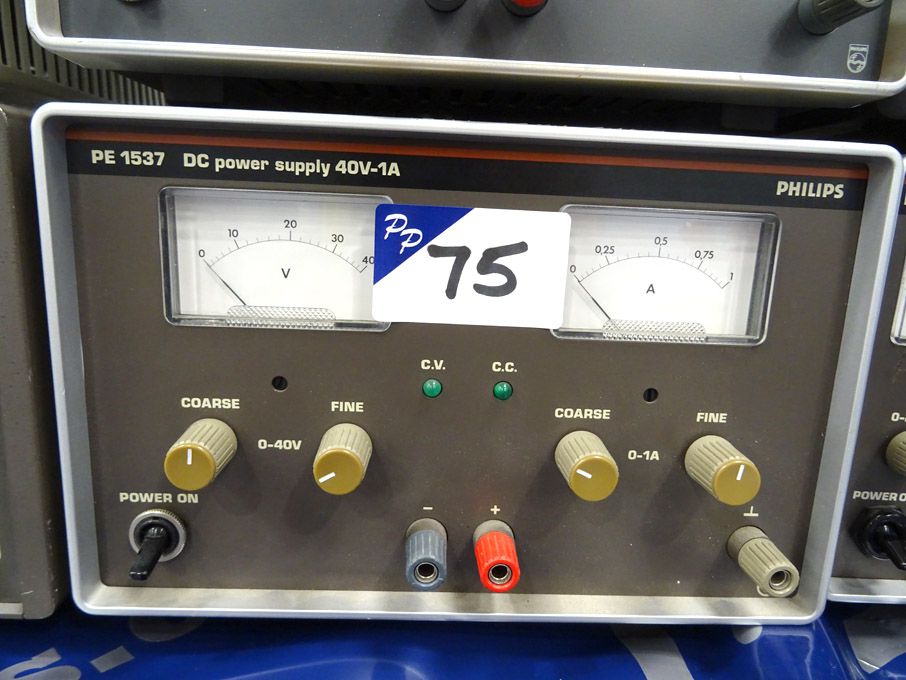 PHILIPS
PE 1537 DC power supply 40V-1A
PHILIPS
0 10 20 30 40
V
PP
75
0 0,25 0,5 0,75 1
A
C.V. C.C.
COARSE FINE
0-40V
COARSE FINE
0-1A
POWER ON
- +
POWER O